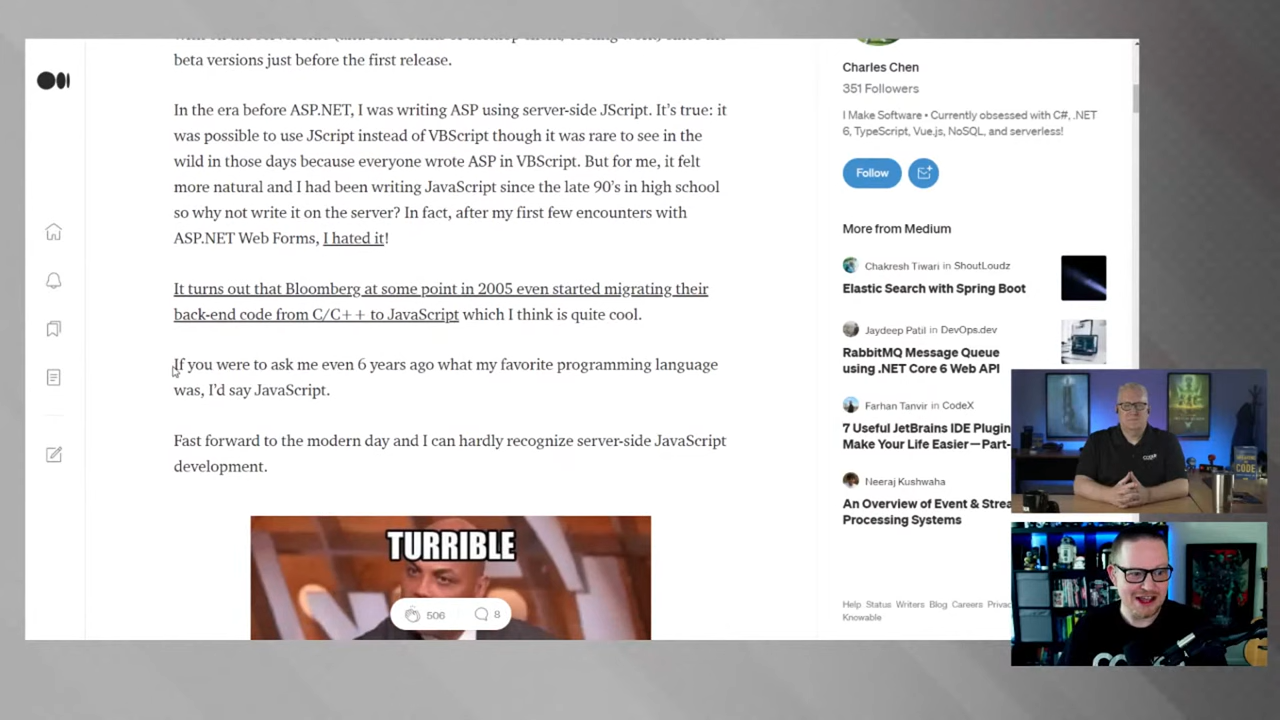 beta versions just before the first release.
In the era before ASP.NET, I was writing ASP using server-side JScript. It's true: it
was possible to use JScript instead of VBScript though it was rare to see in the
wild in those days because everyone wrote ASP in VBScript. But for me, it felt
more natural and I had been writing JavaScript since the late 90's in high school
so why not write it on the server? In fact, after my first few encounters with
ASP.NET Web Forms, I hated it!
It turns out that Bloomberg at some point in 2005 even started migrating their
back-end code from C/C++ to JavaScript which I think is quite cool.
If you were to ask me even 6 years ago what my favorite programming language
was, I'd say JavaScript.
Fast forward to the modern day and I can hardly recognize server-side JavaScript
development.
TURRIBLE
506
8
Charles Chen
351 Followers
I Make Software • Currently obsessed with C#, .NET
6, TypeScript, Vue.js, NoSQL, and serverless!
Follow
More from Medium
Chakresh Tiwari in ShoutLoudz
Elastic Search with Spring Boot
Jaydeep Patil in DevOps.dev
RabbitMQ Message Queue
using .NET Core 6 Web API
Farhan Tanvir in CodeX
7 Useful JetBrains IDE Plugin
Make Your Life Easier—Part-
Neeraj Kushwaha
An Overview of Event & Strea
Processing Systems
Help Status Writers Blog Careers Privac
Knowable
CODE